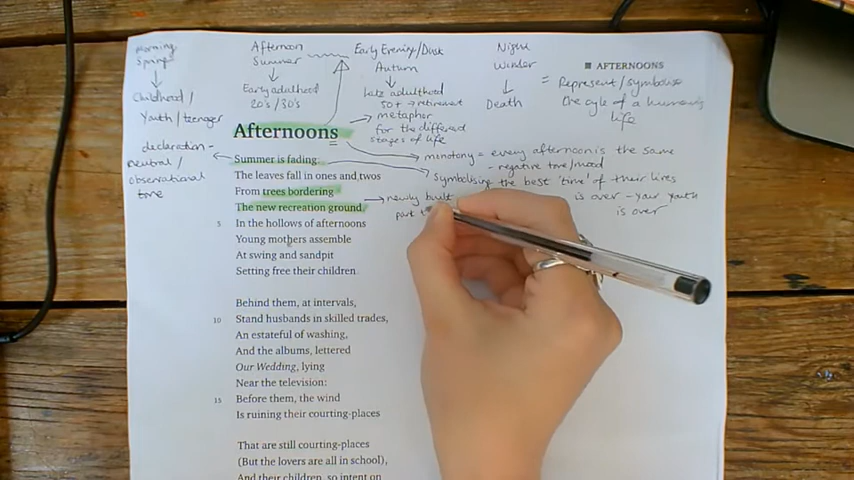 Morning
Spring
Childhood/
Youth/teenager
Afternoon
Summer
Early adulthood
20's/30's
Early Evening/Dusk
Autumn
Late adulthood
50+ → retirement
metaphor
for the different
stages of life
Night
Winter
Death
■ AFTERNOONS
= Represent/symbolise
the cycle of a human's
life
Afternoons
declaration -
neutral/
observational
tone
monotony = every afternoon is the same
- negative tone/mood
Symbolising the best 'time' of their lives
is over - your youth
is over
newly built
part
Summer is fading:
The leaves fall in ones and twos
From trees bordering
The new recreation ground.
5 In the hollows of afternoons
Young mothers assemble
At swing and sandpit
Setting free their children.
Behind them, at intervals,
10 Stand husbands in skilled trades,
An estateful of washing,
And the albums, lettered
Our Wedding, lying
Near the television:
15 Before them, the wind
Is ruining their courting-places
That are still courting-places
(But the lovers are all in school),
And their children, so intent on